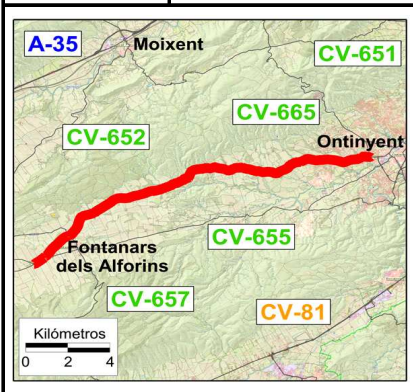 A-35
Moixent
CV-651
CV-665
CV-652
Ontinyent
CV-655
Fontanars
dels Alforins
CV-657
CV-81
Kilómetros
0 2 4